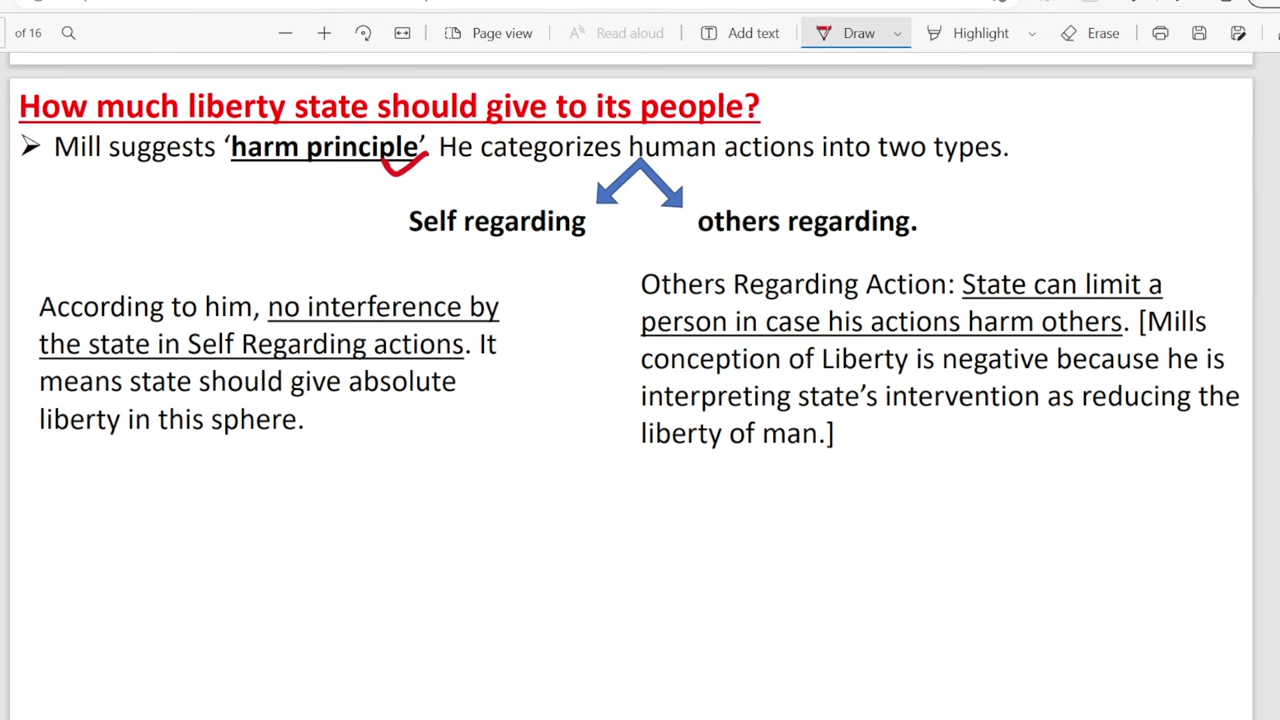 of 16
Page view
Read aloud
Add text
Draw
Highlight
Erase
How much liberty state should give to its people?
Mill suggests ‘harm principle’. He categorizes human actions into two types.
Self regarding
others regarding.
According to him, no interference by
the state in Self Regarding actions. It
means state should give absolute
liberty in this sphere.
Others Regarding Action: State can limit a
person in case his actions harm others. [Mills
conception of Liberty is negative because he is
interpreting state’s intervention as reducing the
liberty of man.]